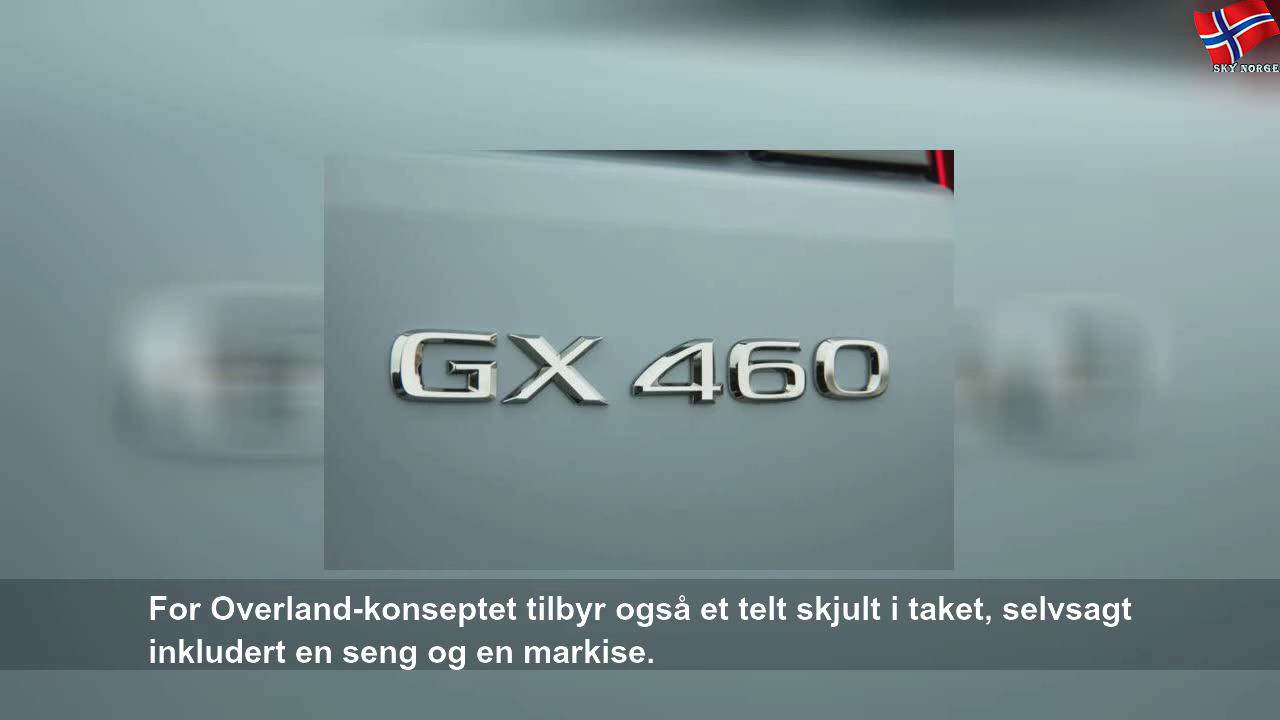 SKY NORGE
GX 460
For Overland-konseptet tilbyr også et telt skjult i taket, selvsagt
inkludert en seng og en markise.